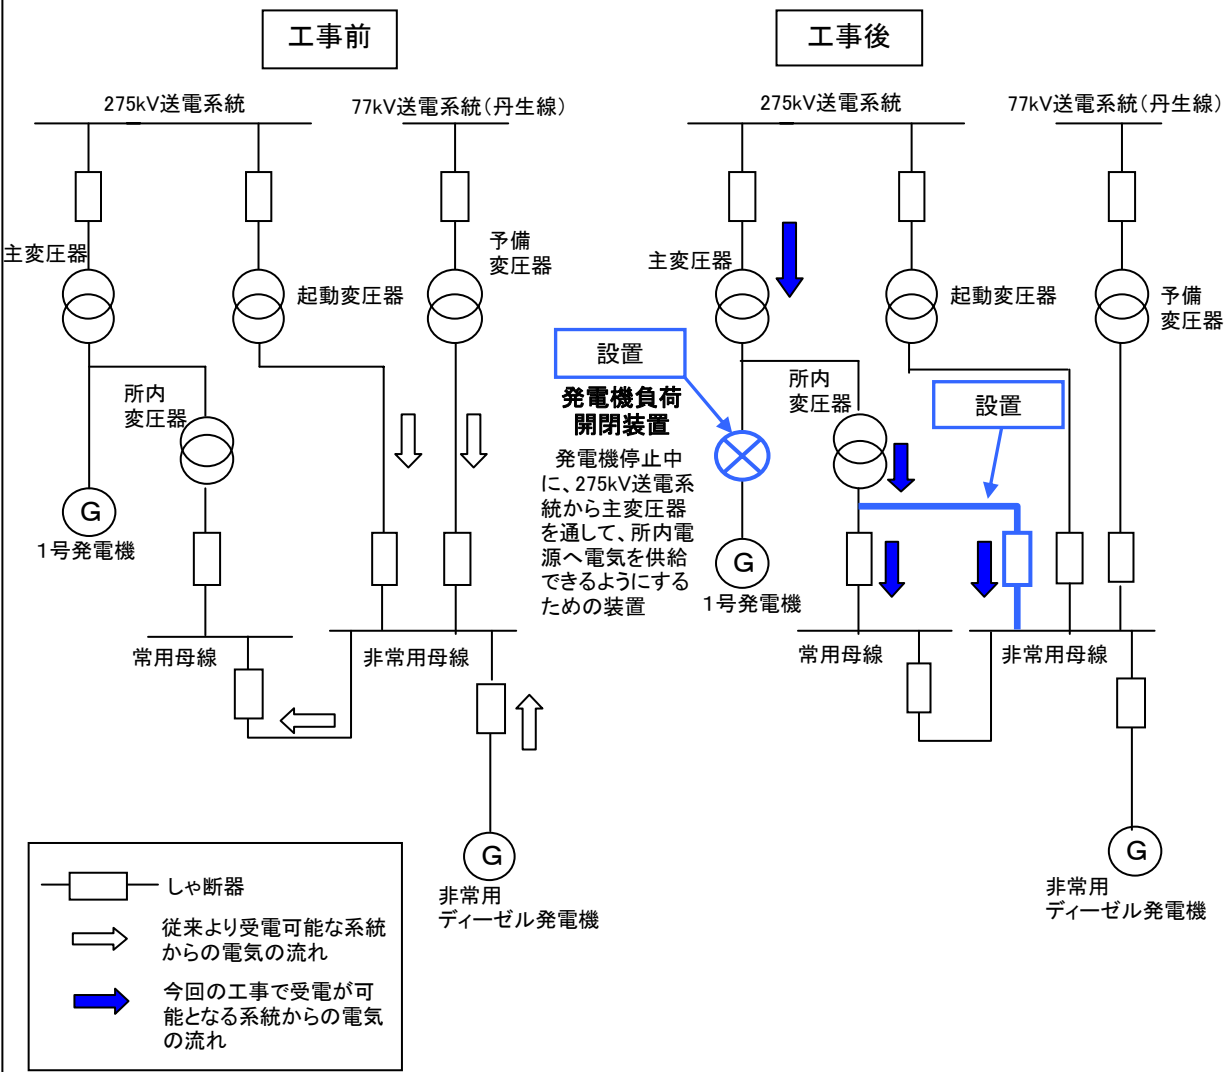 工事前
275kV送電系統
77kV送電系統(丹生線)
主変圧器
起動変圧器
予備
変圧器
所内
変圧器
G
1号発電機
常用母線
非常用母線
G
非常用
ディーゼル発電機
しゃ断器
従来より受電可能な系統
からの電気の流れ
今回の工事で受電が可
能となる系統からの電気
の流れ
工事後
275kV送電系統
77kV送電系統(丹生線)
主変圧器
起動変圧器
予備
変圧器
設置
発電機負荷
開閉装置
発電機停止中
に、275kV送電系
統から主変圧器
を通して、所内電
源へ電気を供給
できるようにする
ための装置
所内
変圧器
設置
G
1号発電機
常用母線
非常用母線
G
非常用
ディーゼル発電機